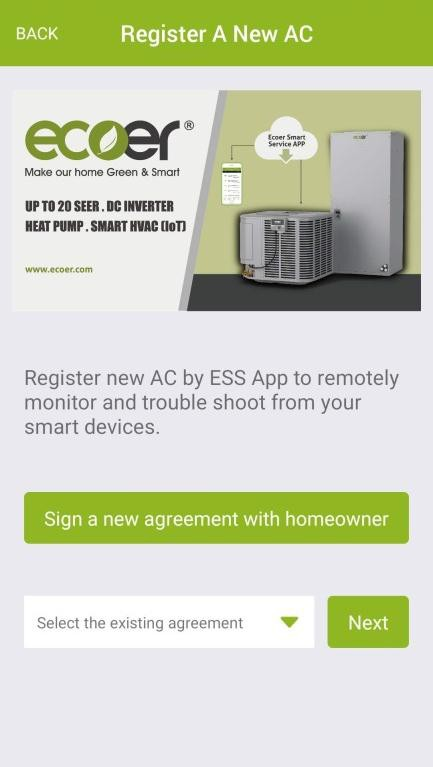 BACK
Register A New AC
ecoer®
Make our home Green & Smart
UP TO 20 SEER . DC INVERTER
HEAT PUMP . SMART HVAC (IoT)
www.ecoer.com
Ecoer Smart
Service APP
ecoer
Register new AC by ESS App to remotely
monitor and trouble shoot from your
smart devices.
Sign a new agreement with homeowner
Select the existing agreement
Next